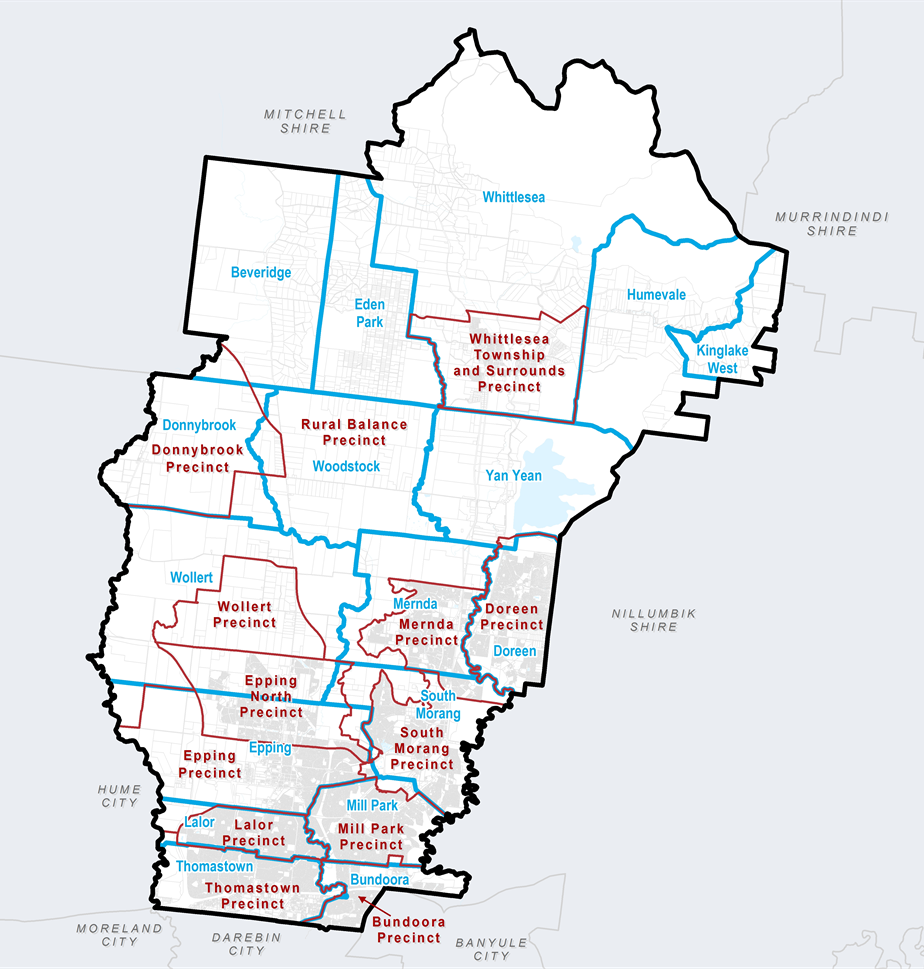 MITCHELL
SHIRE
Whittlesea
MURRINDINDI
SHIRE
Beveridge
Humevale
Eden
Park
Whittlesea
Township
and Surrounds
Precinct
Kinglake
West
Donnybrook
Donnybrook
Precinct
Rural Balance
Precinct
Woodstock
Yan Yean
Wollert
Wollert
Precinct
Mernda
Mernda
Precinct
Doreen
Precinct
Doreen
NILLUMBIK
SHIRE
Epping
North
Precinct
South
Morang
South
Morang
Precinct
Epping
Epping
Precinct
HUME
CITY
Mill Park
Mill Park
Precinct
Lalor
Lalor
Precinct
Thomastown
Thomastown
Precinct
Bundoora
Bundoora
Precinct
MORELAND
CITY
DAREBIN
CITY
BANYULE
CITY